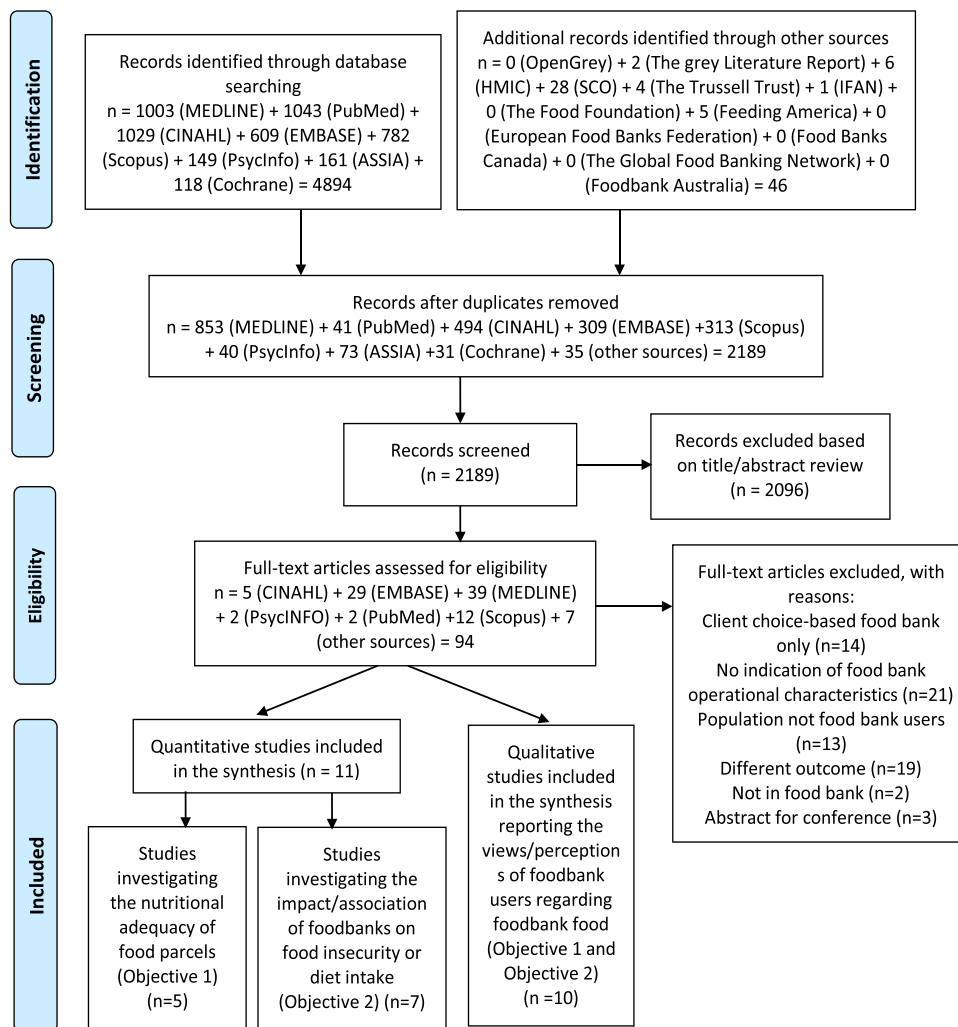 Identification
Records identified through database
searching
n = 1003 (MEDLINE) + 1043 (PubMed) +
1029 (CINAHL) + 609 (EMBASE) + 782
(Scopus) + 149 (PsycInfo) + 161 (ASSIA) +
118 (Cochrane) = 4894
Additional records identified through other sources
n = 0 (OpenGrey) + 2 (The grey Literature Report) + 6
(HMIC) + 28 (SCO) + 4 (The Trussell Trust) + 1 (IFAN) +
0 (The Food Foundation) + 5 (Feeding America) + 0
(European Food Banks Federation) + 0 (Food Banks
Canada) + 0 (The Global Food Banking Network) + 0
(Foodbank Australia) = 46
Screening
Records after duplicates removed
n = 853 (MEDLINE) + 41 (PubMed) + 494 (CINAHL) + 309 (EMBASE) +313 (Scopus)
+ 40 (PsycInfo) + 73 (ASSIA) +31 (Cochrane) + 35 (other sources) = 2189
Records screened
(n = 2189)
Records excluded based
on title/abstract review
(n = 2096)
Eligibility
Full-text articles assessed for eligibility
n = 5 (CINAHL) + 29 (EMBASE) + 39 (MEDLINE)
+ 2 (PsycINFO) + 2 (PubMed) +12 (Scopus) + 7
(other sources) = 94
Full-text articles excluded, with
reasons:
Client choice-based food bank
only (n=14)
No indication of food bank
operational characteristics (n=21)
Population not food bank users
(n=13)
Different outcome (n=19)
Not in food bank (n=2)
Abstract for conference (n=3)
Included
Quantitative studies included
in the synthesis (n = 11)
Qualitative
studies included
in the synthesis
reporting the
views/perception
s of foodbank
users regarding
foodbank food
(Objective 1 and
Objective 2)
(n =10)
Studies
investigating
the nutritional
adequacy of
food parcels
(Objective 1)
(n=5)
Studies
investigating the
impact/association
of foodbanks on
food insecurity or
diet intake
(Objective 2) (n=7)